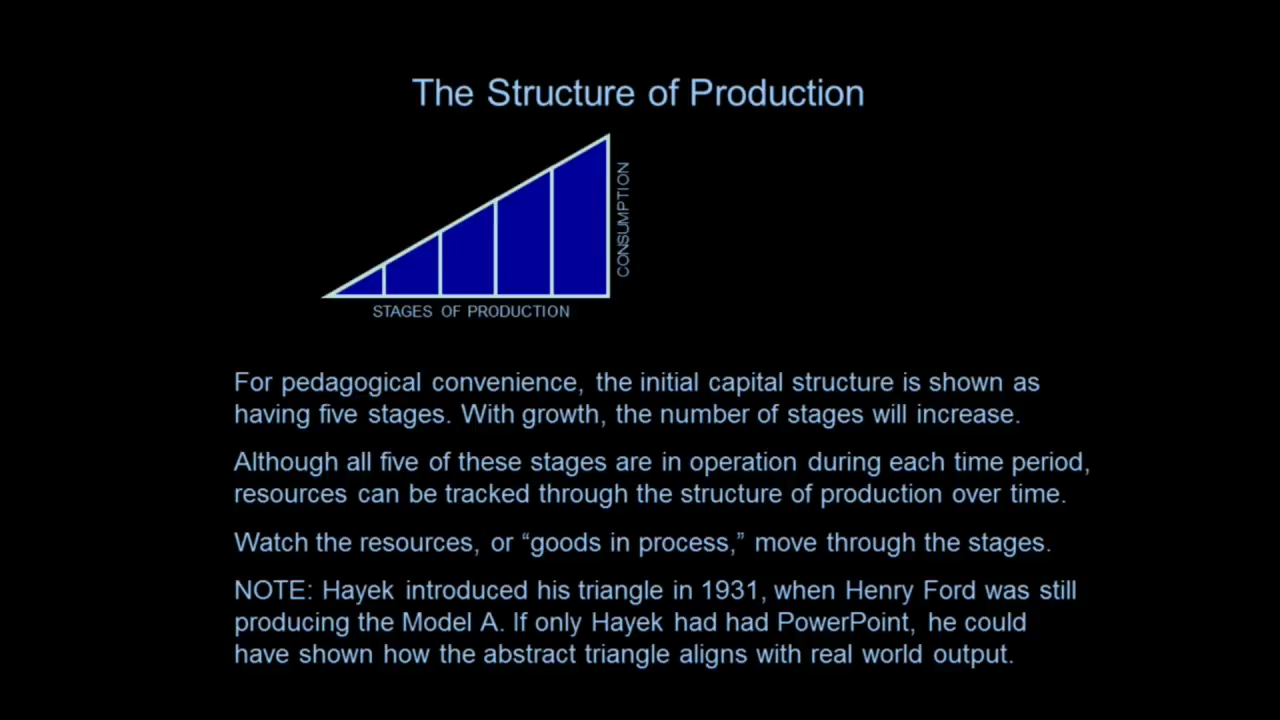 The Structure of Production
CONSUMPTION
STAGES OF PRODUCTION
For pedagogical convenience, the initial capital structure is shown as
having five stages. With growth, the number of stages will increase.
Although all five of these stages are in operation during each time period,
resources can be tracked through the structure of production over time.
Watch the resources, or “goods in process,” move through the stages.
NOTE: Hayek introduced his triangle in 1931, when Henry Ford was still
producing the Model A. If only Hayek had had PowerPoint, he could
have shown how the abstract triangle aligns with real world output.